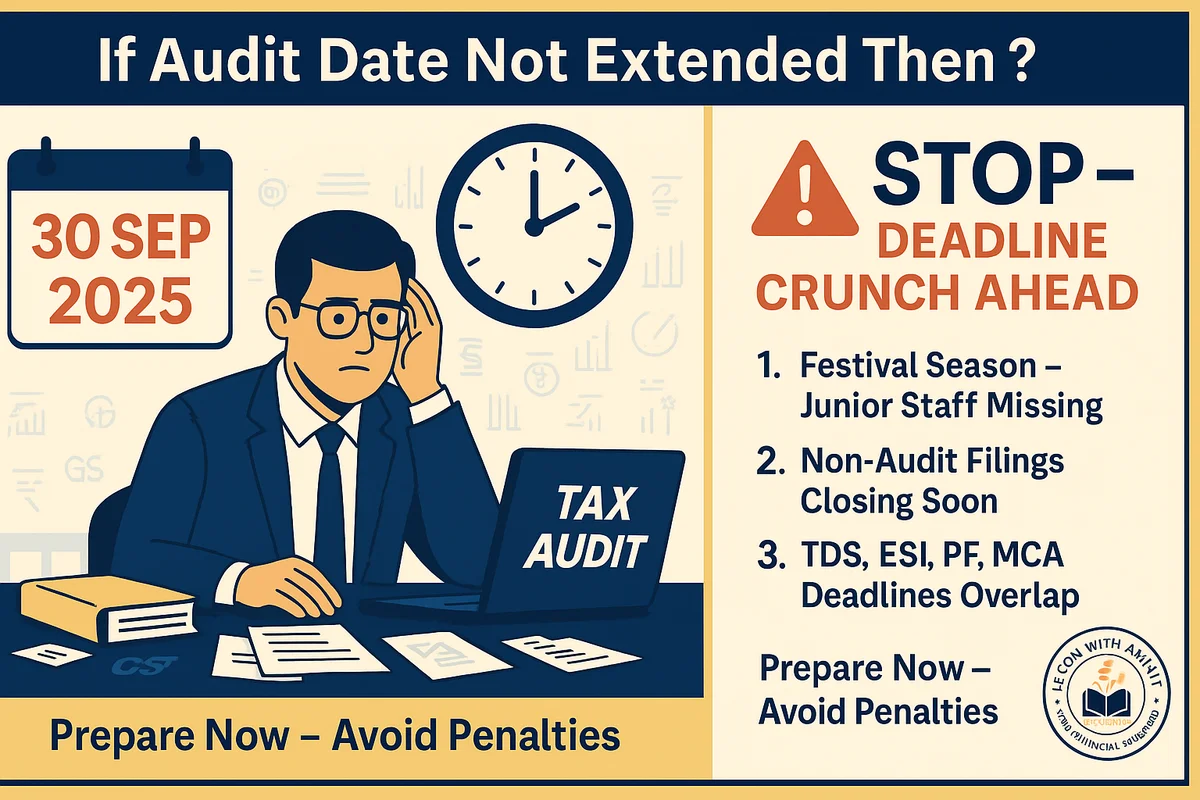 If Audit Date Not Extended Then ?
30 SEP
2025
GS
TAX
AUDIT
Prepare Now – Avoid Penalties
STOP –
DEADLINE
CRUNCH AHEAD
1. Festival Season –
Junior Staff Missing
2. Non-Audit Filings
Closing Soon
3. TDS, ESI, PF, MCA
Deadlines Overlap
Prepare Now –
Avoid Penalties
WITH